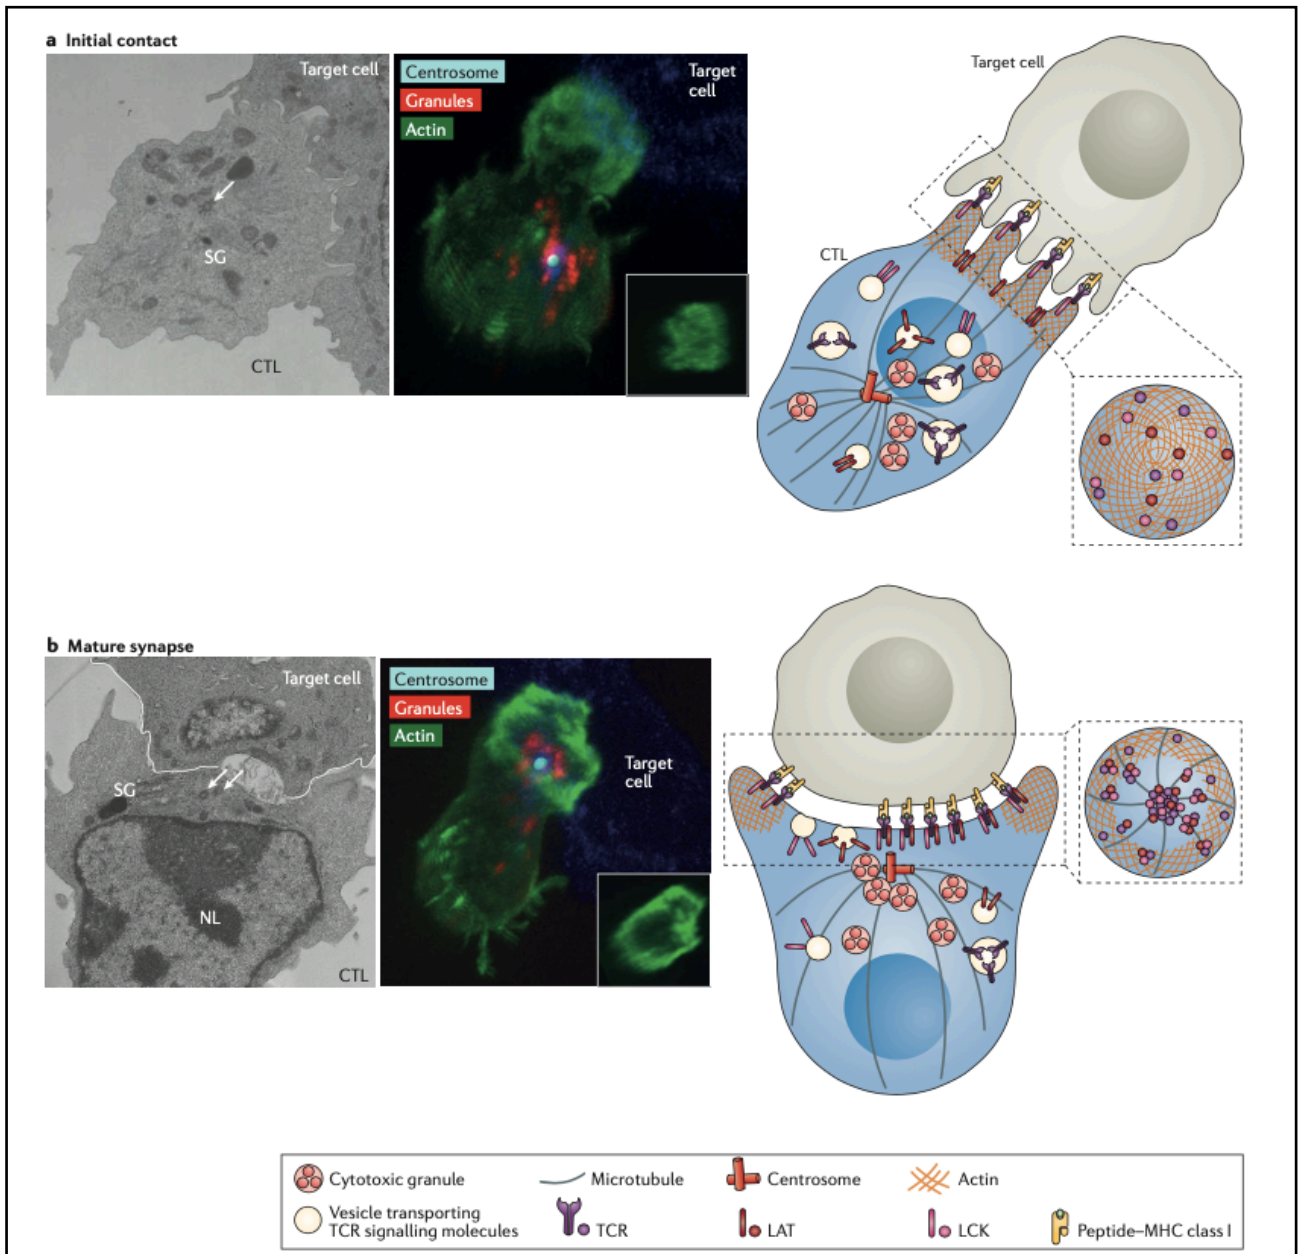 a Initial contact
Target cell
SG
CTL
Centrosome
Granules
Actin
Target
cell
Target cell
CTL
b Mature synapse
Target cell
SG
NL
CTL
Centrosome
Granules
Actin
Target
cell
Cytotoxic granule
Microtubule
Centrosome
Actin
Vesicle transporting
TCR signalling molecules
TCR
LAT
LCK
Peptide–MHC class I